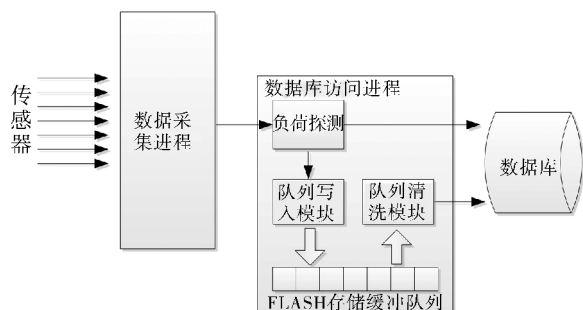 传感器
数据采
集进程
数据库访问进程
负荷探测
队列写
入模块
队列清
洗模块
FLASH存储缓冲队列
数据库